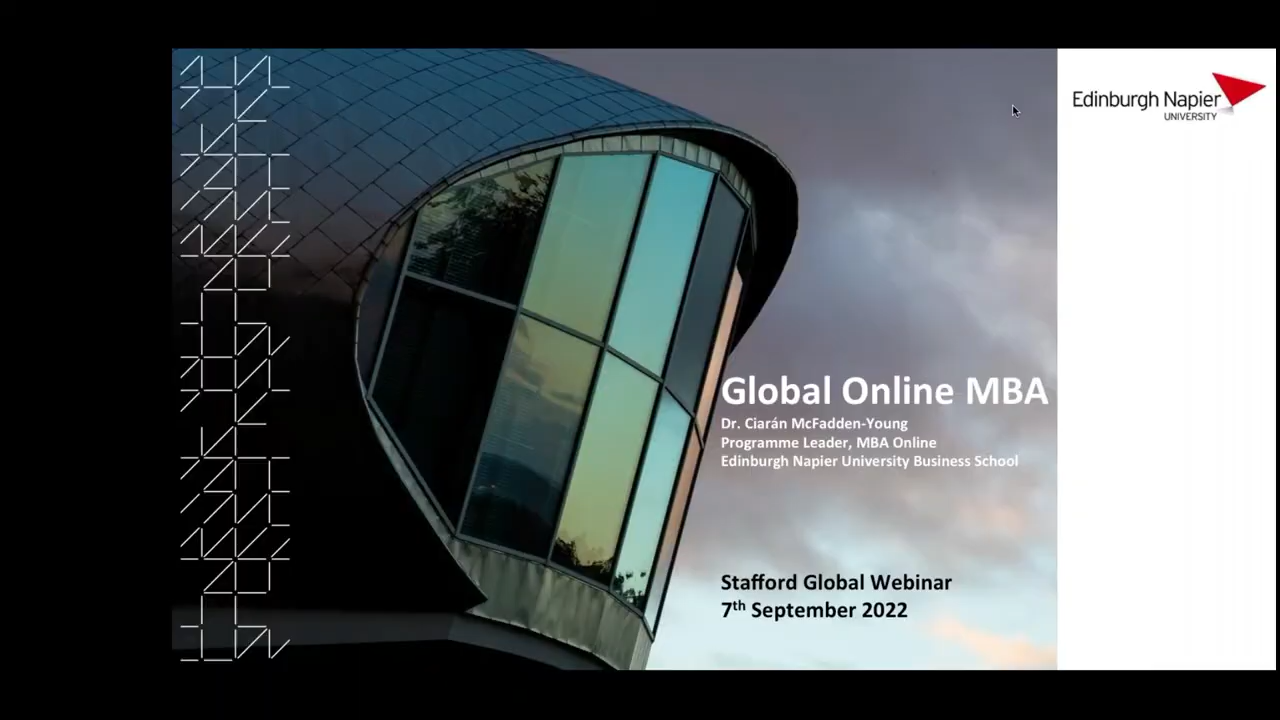 Edinburgh Napier
UNIVERSITY
Global Online MBA
Dr. Ciarán McFadden-Young
Programme Leader, MBA Online
Edinburgh Napier University Business School
Stafford Global Webinar
7th September 2022